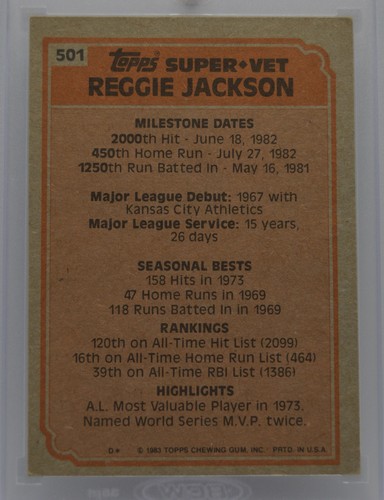 501
Topps SUPER♦VET
REGGIE JACKSON
MILESTONE DATES
2000th Hit - June 18, 1982
450th Home Run - July 27, 1982
1250th Run Batted In - May 16, 1981
Major League Debut: 1967 with
Kansas City Athletics
Major League Service: 15 years,
26 days
SEASONAL BESTS
158 Hits in 1973
47 Home Runs in 1969
118 Runs Batted In in 1969
RANKINGS
120th on All-Time Hit List (2099)
16th on All-Time Home Run List (464)
39th on All-Time RBI List (1386)
HIGHLIGHTS
A.L. Most Valuable Player in 1973.
Named World Series M.V.P. twice.
D* © 1983 TOPPS CHEWING GUM, INC. PRTD. IN U.S.A.